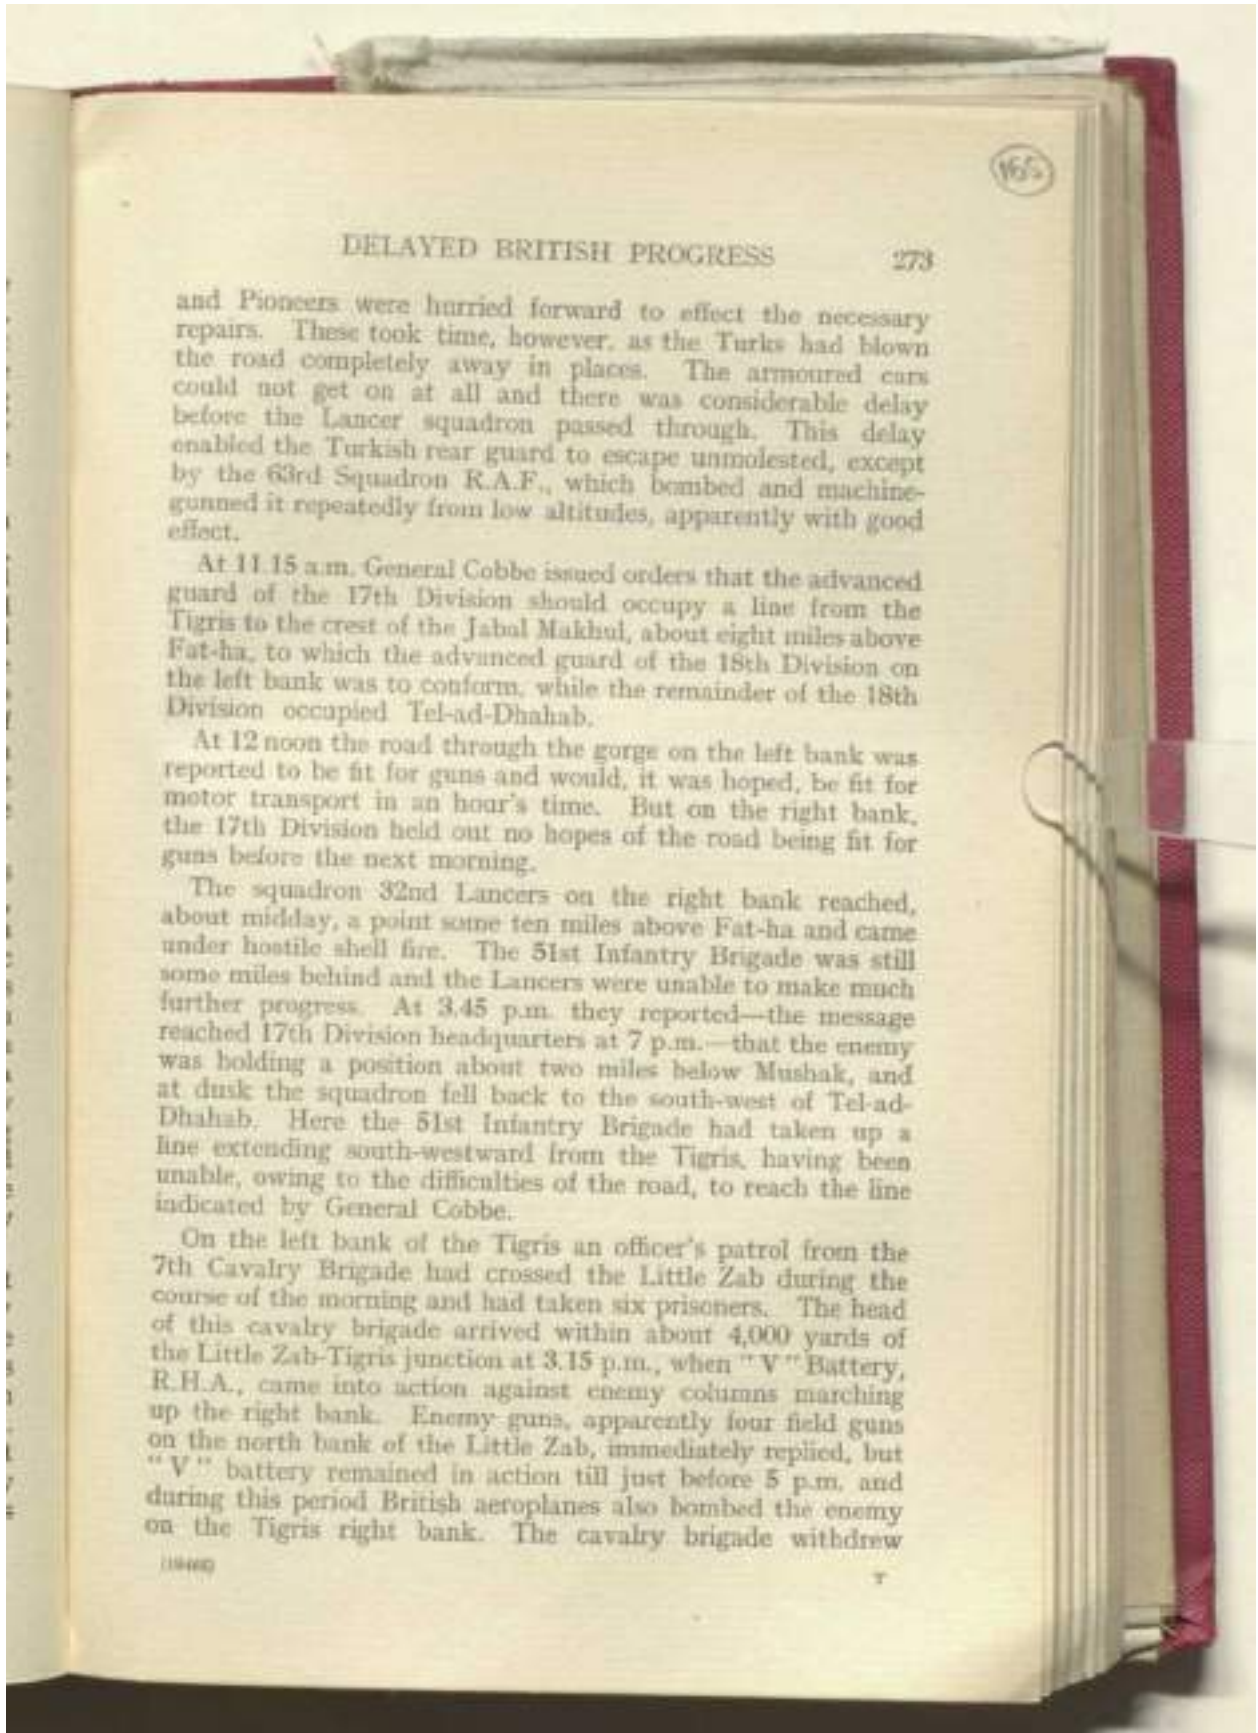 165
DELAYED BRITISH PROGRESS 273
and Pioneers were hurried forward to effect the necessary
repairs. These took time, however, as the Turks had blown
the road completely away in places. The armoured cars
could not get on at all and there was considerable delay
before the Lancer squadron passed through. This delay
enabled the Turkish rear guard to escape unmolested, except
by the 63rd Squadron R.A.F., which bombed and machine-
gunned it repeatedly from low altitudes, apparently with good
effect.
At 11.15 a.m. General Cobbe issued orders that the advanced
guard of the 17th Division should occupy a line from the
Tigris to the crest of the Jabal Makhul, about eight miles above
Fat-ha, to which the advanced guard of the 18th Division on
the left bank was to conform, while the remainder of the 18th
Division occupied Tel-ad-Dhahab.
At 12 noon the road through the gorge on the left bank was
reported to be fit for guns and would, it was hoped, be fit for
motor transport in an hour's time. But on the right bank,
the 17th Division held out no hopes of the road being fit for
guns before the next morning.
The squadron 32nd Lancers on the right bank reached,
about midday, a point some ten miles above Fat-ha and came
under hostile shell fire. The 51st Infantry Brigade was still
some miles behind and the Lancers were unable to make much
further progress. At 3.45 p.m. they reported—the message
reached 17th Division headquarters at 7 p.m.—that the enemy
was holding a position about two miles below Mushak, and
at dusk the squadron fell back to the south-west of Tel-ad-
Dhahab. Here the 51st Infantry Brigade had taken up a
line extending south-westward from the Tigris, having been
unable, owing to the difficulties of the road, to reach the line
indicated by General Cobbe.
On the left bank of the Tigris an officer's patrol from the
7th Cavalry Brigade had crossed the Little Zab during the
course of the morning and had taken six prisoners. The head
of this cavalry brigade arrived within about 4,000 yards of
the Little Zab-Tigris junction at 3.15 p.m., when "V" Battery,
R.H.A., came into action against enemy columns marching
up the right bank. Enemy guns, apparently four field guns
on the north bank of the Little Zab, immediately replied, but
"V" battery remained in action till just before 5 p.m. and
during this period British aeroplanes also bombed the enemy
on the Tigris right bank. The cavalry brigade withdrew
T